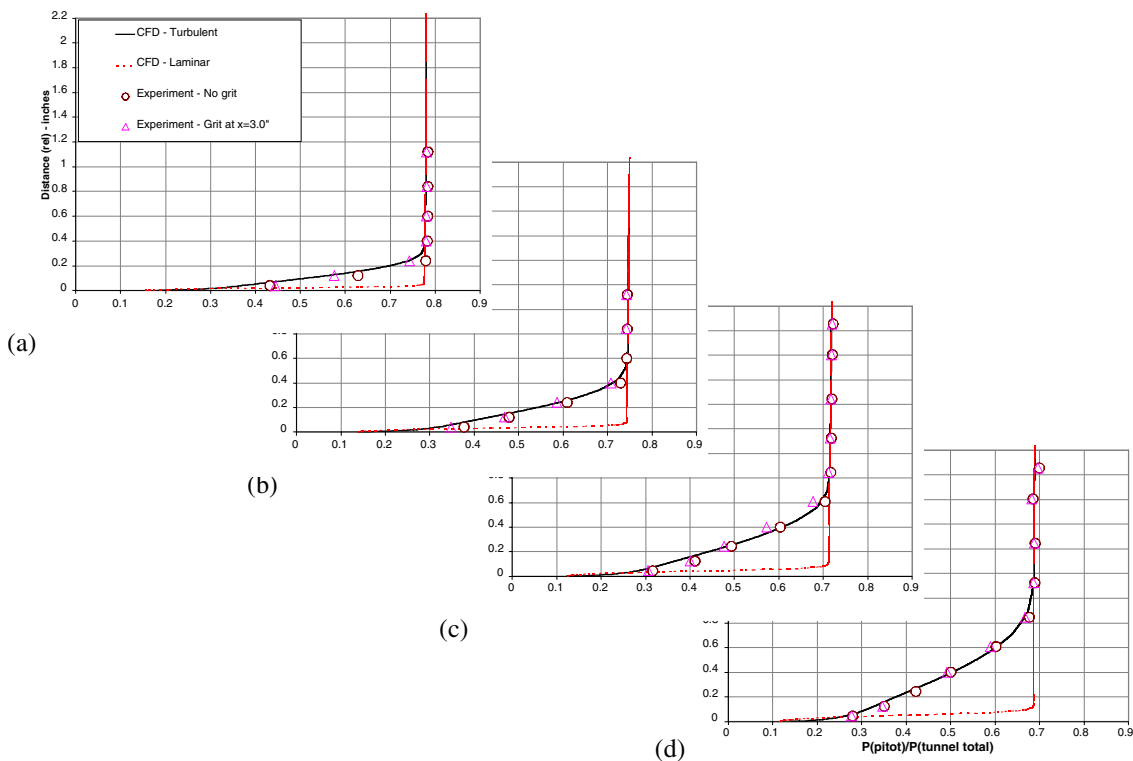 2.2
2
1.8
1.6
1.4
1.2
1
0.8
0.6
0.4
0.2
0
Distance (rel) - inches
CFD - Turbulent
CFD - Laminar
Experiment - No grit
Experiment - Grit at x=3.0"
0 0.1 0.2 0.3 0.4 0.5 0.6 0.7 0.8 0.9
(a)
0.6
0.4
0.2
0
0 0.1 0.2 0.3 0.4 0.5 0.6 0.7 0.8 0.9
(b)
0.6
0.4
0.2
0
0 0.1 0.2 0.3 0.4 0.5 0.6 0.7 0.8 0.9
(c)
0.6
0.4
0.2
0
0 0.1 0.2 0.3 0.4 0.5 0.6 0.7 0.8 0.9
P(pitot)/P(tunnel total)
(d)